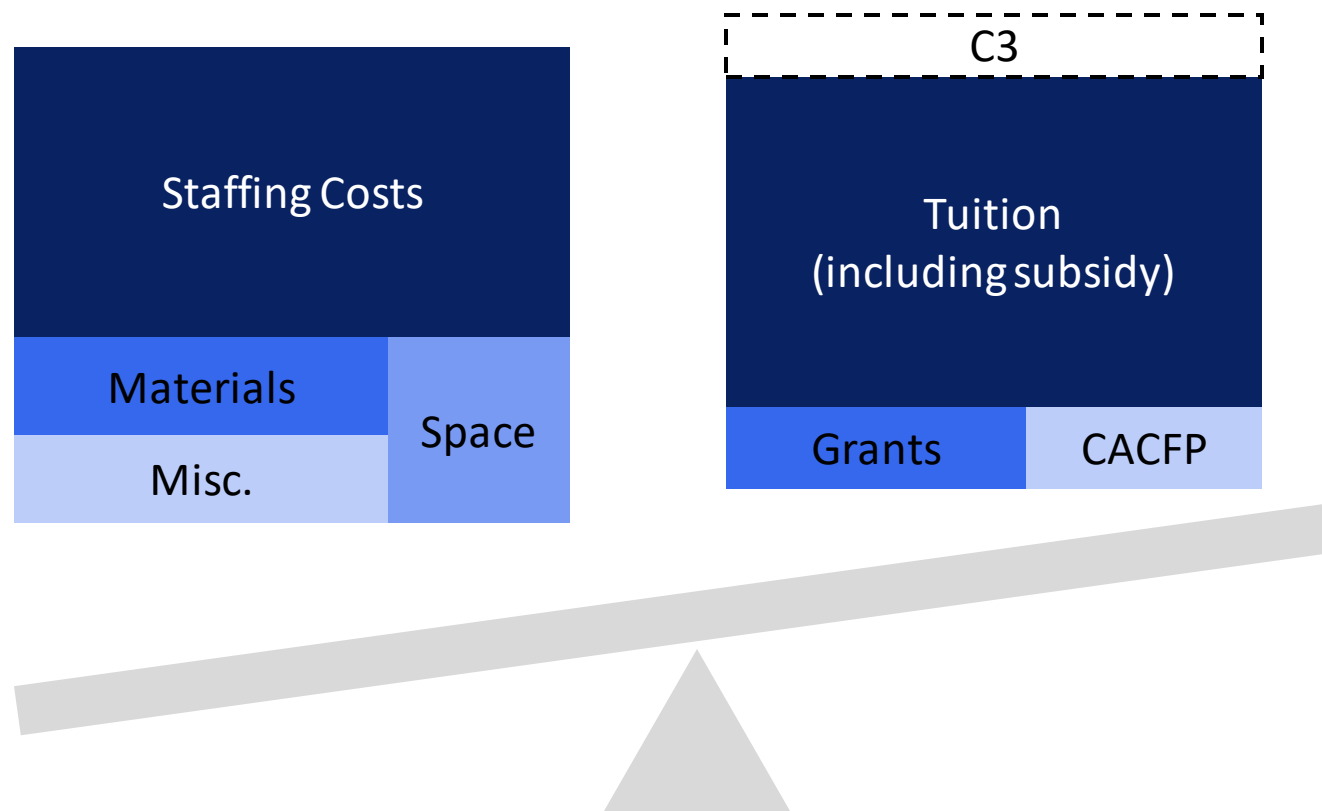 Staffing Costs
Materials
Misc.
Space
C3
Tuition
(including subsidy)
Grants
CACFP